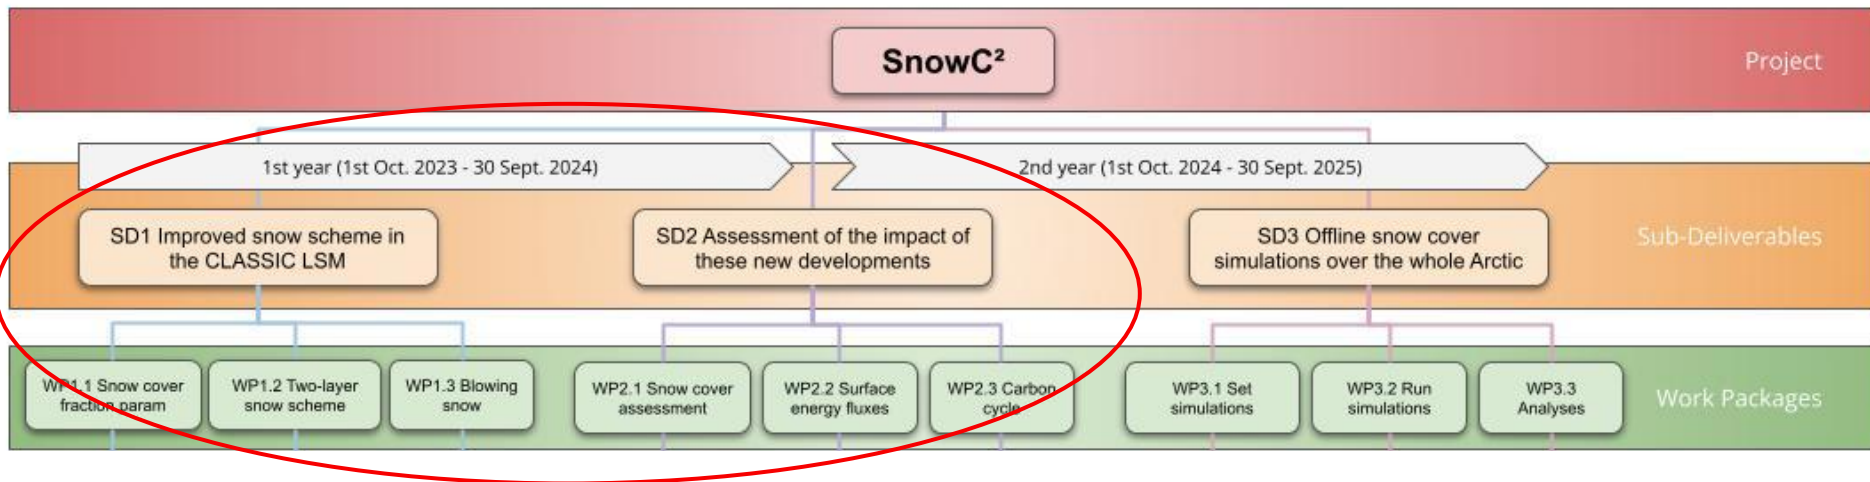 SnowC²
Project
1st year (1st Oct. 2023 - 30 Sept. 2024)
2nd year (1st Oct. 2024 - 30 Sept. 2025)
SD1 Improved snow scheme in
the CLASSIC LSM
SD2 Assessment of the impact of
these new developments
SD3 Offline snow cover
simulations over the whole Arctic
Sub-Deliverables
WP1.1 Snow cover
fraction param
WP1.2 Two-layer
snow scheme
WP1.3 Blowing
snow
WP2.1 Snow cover
assessment
WP2.2 Surface
energy fluxes
WP2.3 Carbon
cycle
WP3.1 Set
simulations
WP3.2 Run
simulations
WP3.3
Analyses
Work Packages